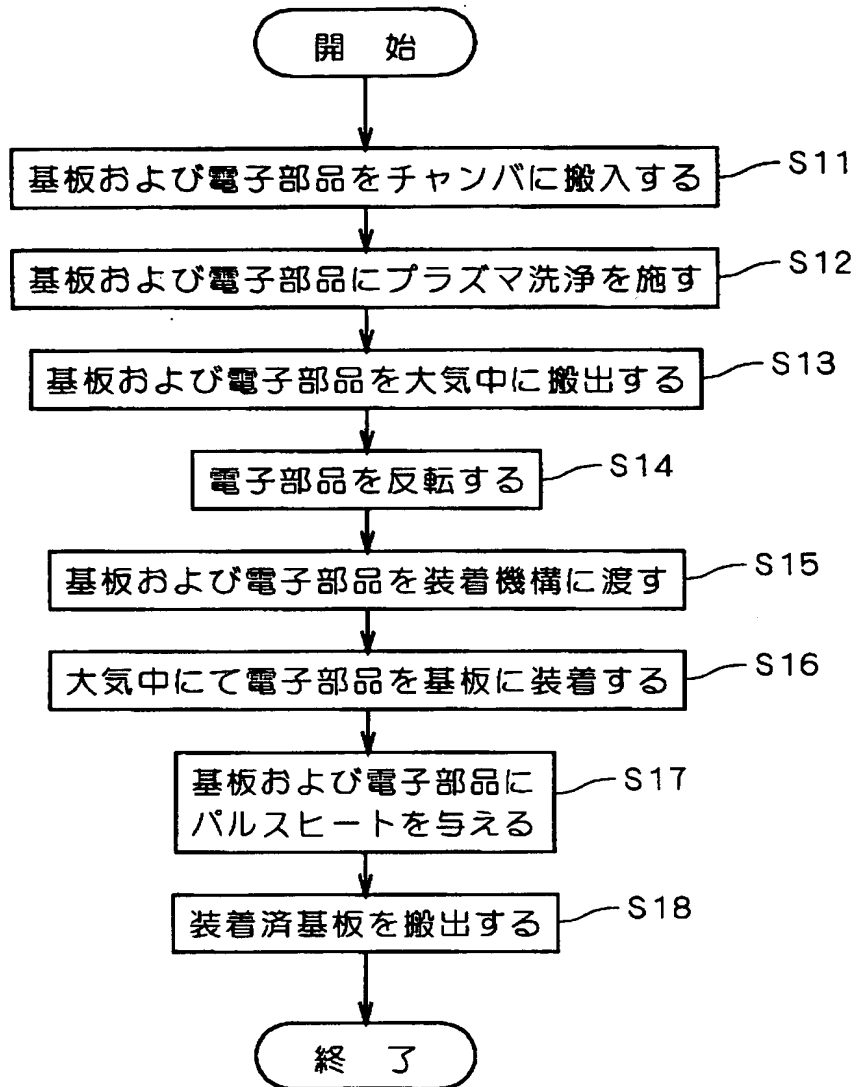 開 始
基板および電子部品をチャンバに搬入する
S11
基板および電子部品にプラズマ洗浄を施す
S12
基板および電子部品を大気中に搬出する
S13
電子部品を反転する
S14
基板および電子部品を装着機構に渡す
S15
大気中にて電子部品を基板に装着する
S16
基板および電子部品に
パルスヒートを与える
S17
装着済基板を搬出する
S18
終 了